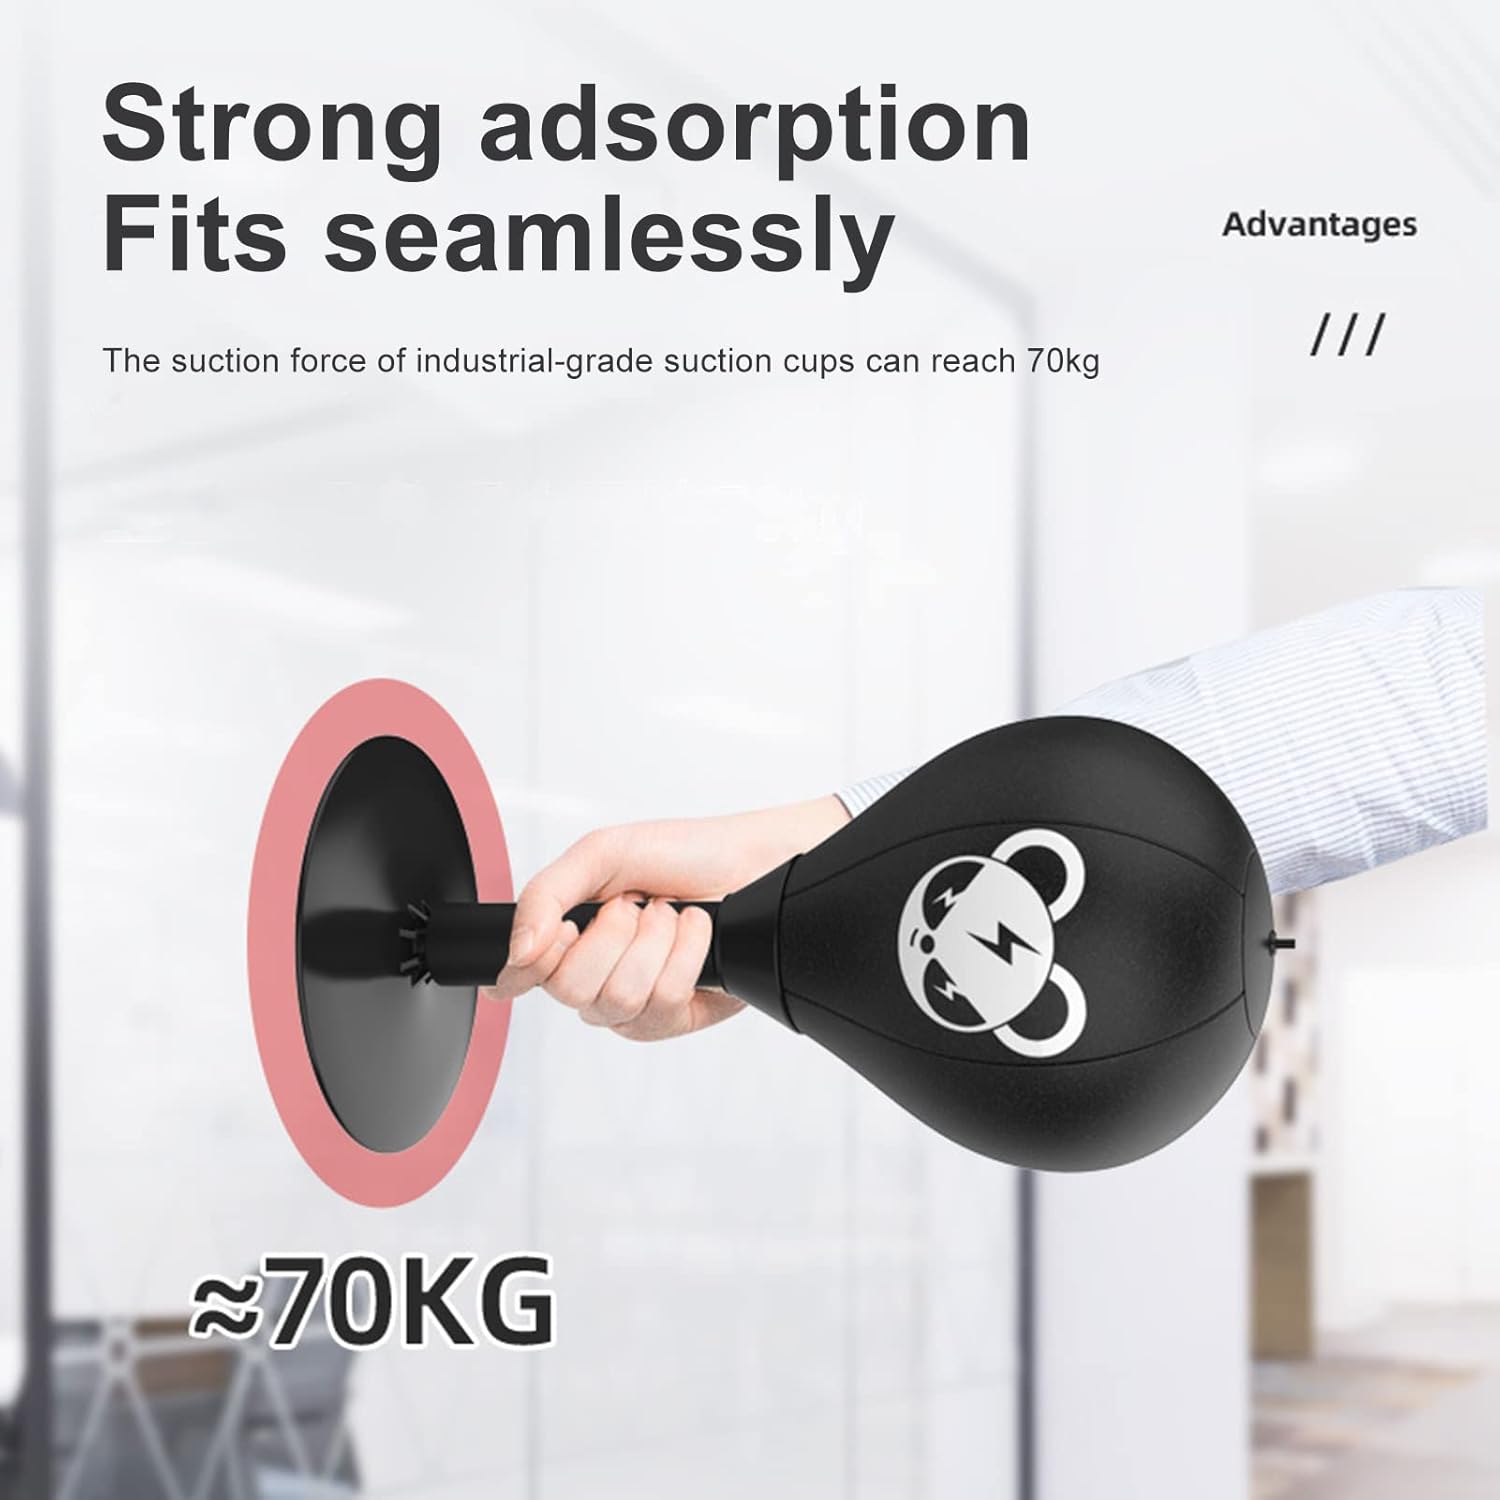 Strong adsorption
Fits seamlessly
Advantages
///
The suction force of industrial-grade suction cups can reach 70kg
≈70KG